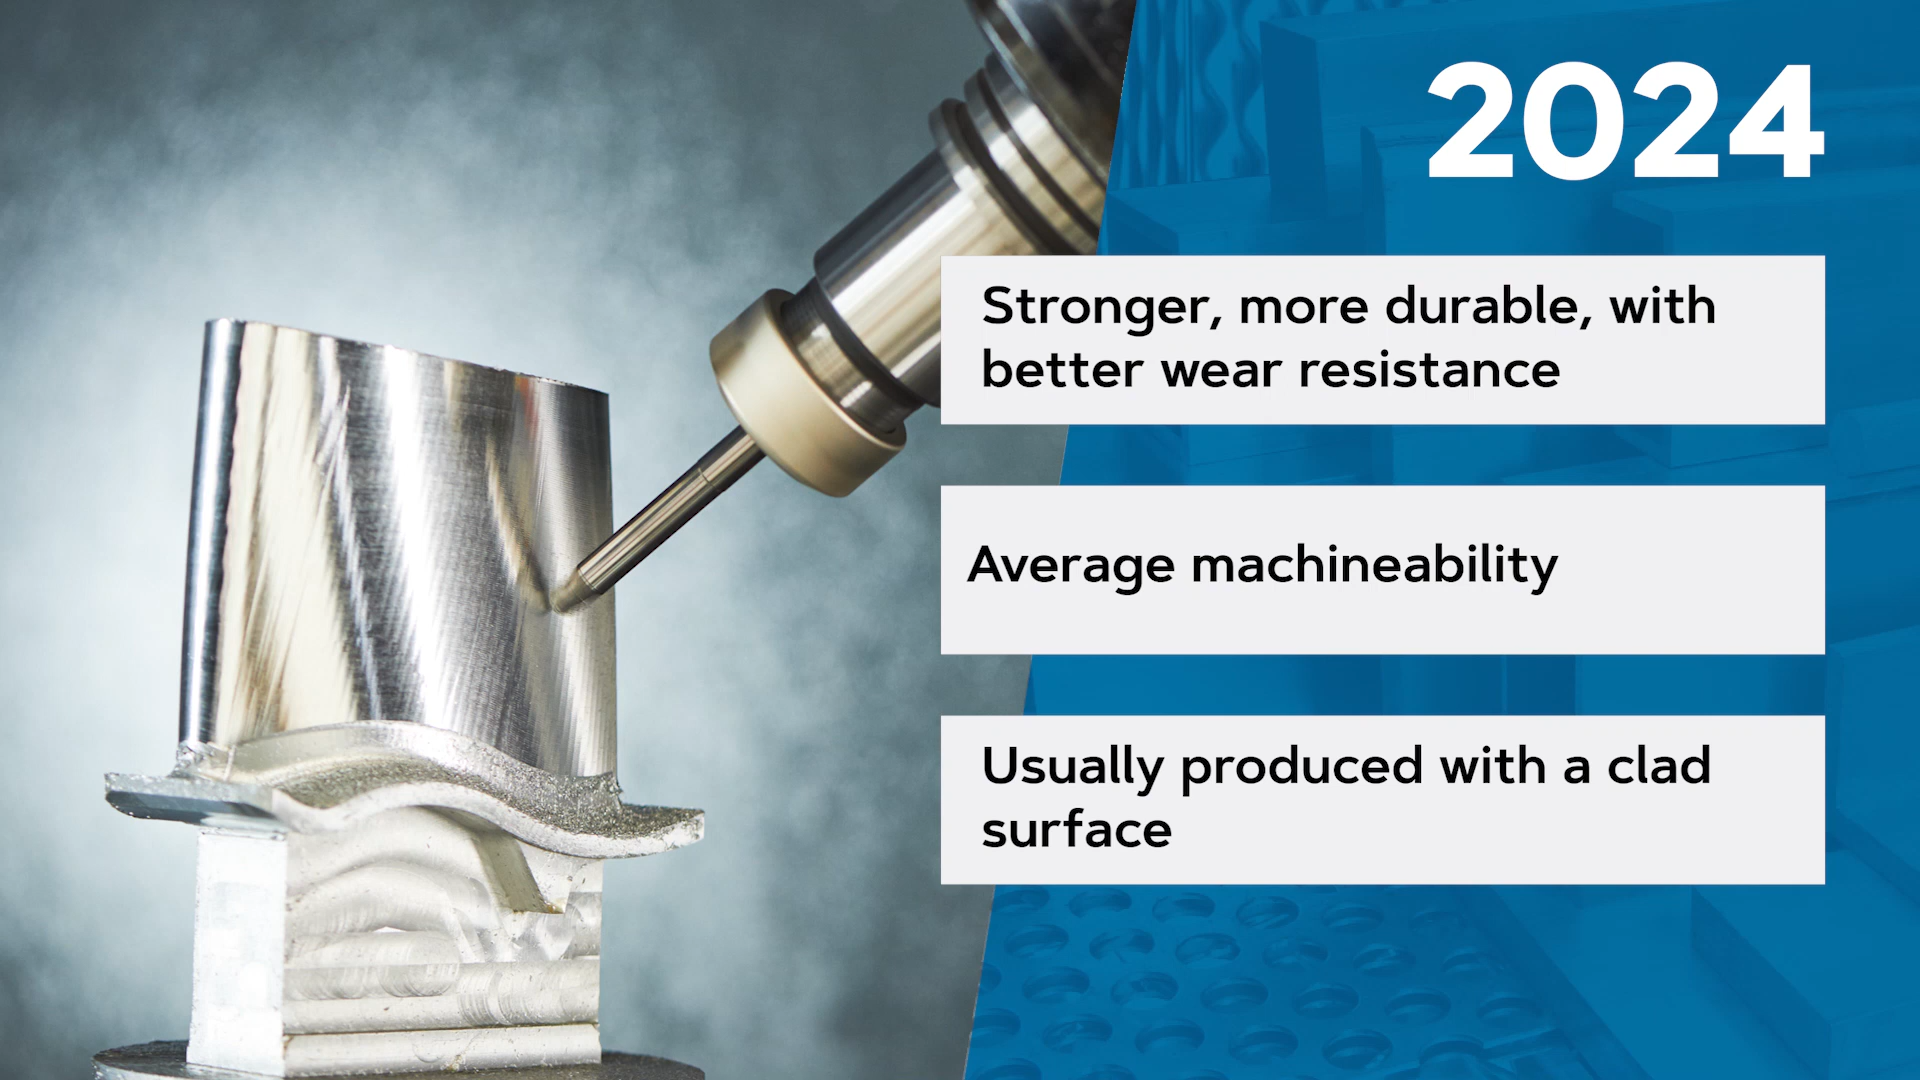 2024
Stronger, more durable, with
better wear resistance
Average machineability
Usually produced with a clad
surface